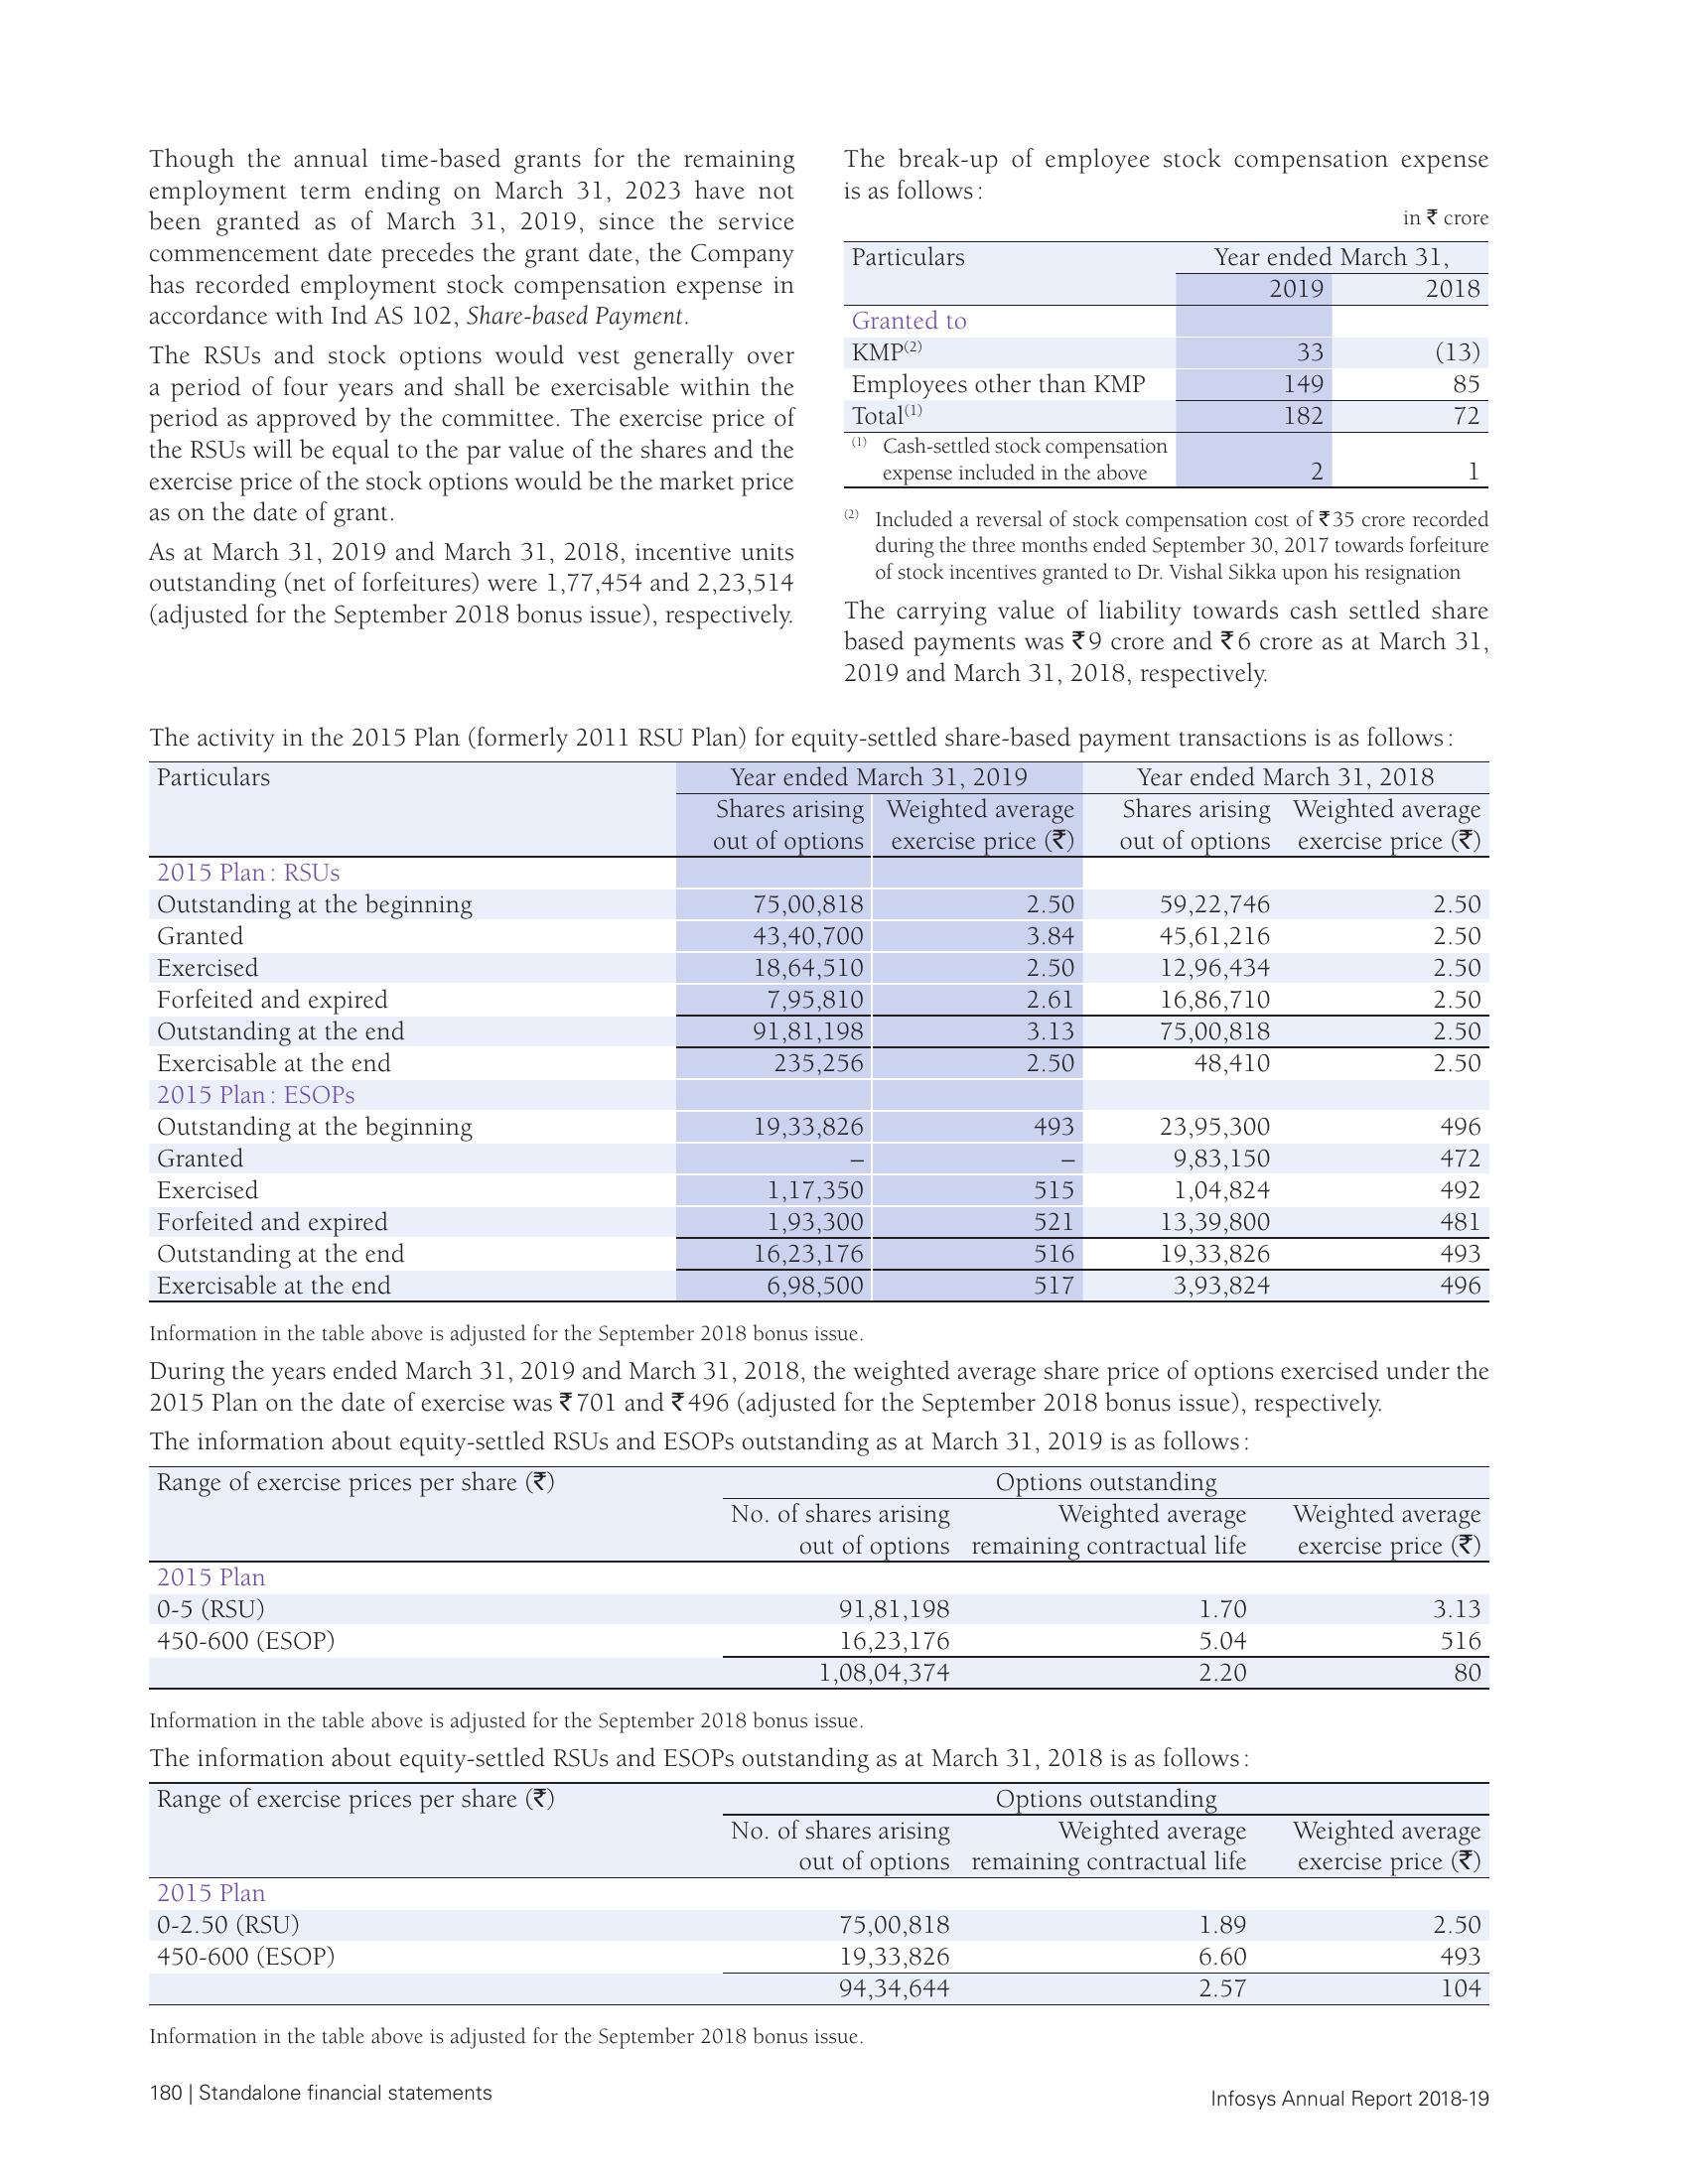 Though the annual time-based grants for the remaining
employment term ending on March 31, 2023 have not
been granted as of March 31, 2019, since the service
commencement date precedes the grant date, the Company
has recorded employment stock compensation expense in
accordance with Ind AS 102, Share-based Payment.
The RSUs and stock options would vest generally over
a period of four years and shall be exercisable within the
period as approved by the committee. The exercise price of
the RSUs will be equal to the par value of the shares and the
exercise price of the stock options would be the market price
as on the date of grant.
As at March 31, 2019 and March 31, 2018, incentive units
outstanding (net of forfeitures) were 1,77,454 and 2,23,514
(adjusted for the September 2018 bonus issue), respectively.
The break-up of employee stock compensation expense
is as follows:
in ₹ crore
Particulars Year ended March 31,
2019 2018
Granted to
KMP(2) 33 (13)
Employees other than KMP 149 85
Total(1) 182 72
(1) Cash-settled stock compensation
expense included in the above 2 1
(2) Included a reversal of stock compensation cost of ₹35 crore recorded
during the three months ended September 30, 2017 towards forfeiture
of stock incentives granted to Dr. Vishal Sikka upon his resignation
The carrying value of liability towards cash settled share
based payments was ₹9 crore and ₹6 crore as at March 31,
2019 and March 31, 2018, respectively.
The activity in the 2015 Plan (formerly 2011 RSU Plan) for equity-settled share-based payment transactions is as follows:
Particulars Year ended March 31, 2019 Year ended March 31, 2018
Shares arising Weighted average Shares arising Weighted average
out of options exercise price (₹) out of options exercise price (₹)
2015 Plan: RSUs
Outstanding at the beginning 75,00,818 2.50 59,22,746 2.50
Granted 43,40,700 3.84 45,61,216 2.50
Exercised 18,64,510 2.50 12,96,434 2.50
Forfeited and expired 7,95,810 2.61 16,86,710 2.50
Outstanding at the end 91,81,198 3.13 75,00,818 2.50
Exercisable at the end 235,256 2.50 48,410 2.50
2015 Plan: ESOPs
Outstanding at the beginning 19,33,826 493 23,95,300 496
Granted – – 9,83,150 472
Exercised 1,17,350 515 1,04,824 492
Forfeited and expired 1,93,300 521 13,39,800 481
Outstanding at the end 16,23,176 516 19,33,826 493
Exercisable at the end 6,98,500 517 3,93,824 496
Information in the table above is adjusted for the September 2018 bonus issue.
During the years ended March 31, 2019 and March 31, 2018, the weighted average share price of options exercised under the
2015 Plan on the date of exercise was ₹701 and ₹496 (adjusted for the September 2018 bonus issue), respectively.
The information about equity-settled RSUs and ESOPs outstanding as at March 31, 2019 is as follows:
Range of exercise prices per share (₹) Options outstanding
No. of shares arising Weighted average Weighted average
out of options remaining contractual life exercise price (₹)
2015 Plan
0-5 (RSU) 91,81,198 1.70 3.13
450-600 (ESOP) 16,23,176 5.04 516
1,08,04,374 2.20 80
Information in the table above is adjusted for the September 2018 bonus issue.
The information about equity-settled RSUs and ESOPs outstanding as at March 31, 2018 is as follows:
Range of exercise prices per share (₹) Options outstanding
No. of shares arising Weighted average Weighted average
out of options remaining contractual life exercise price (₹)
2015 Plan
0-2.50 (RSU) 75,00,818 1.89 2.50
450-600 (ESOP) 19,33,826 6.60 493
94,34,644 2.57 104
Information in the table above is adjusted for the September 2018 bonus issue.
180 | Standalone financial statements
Infosys Annual Report 2018-19